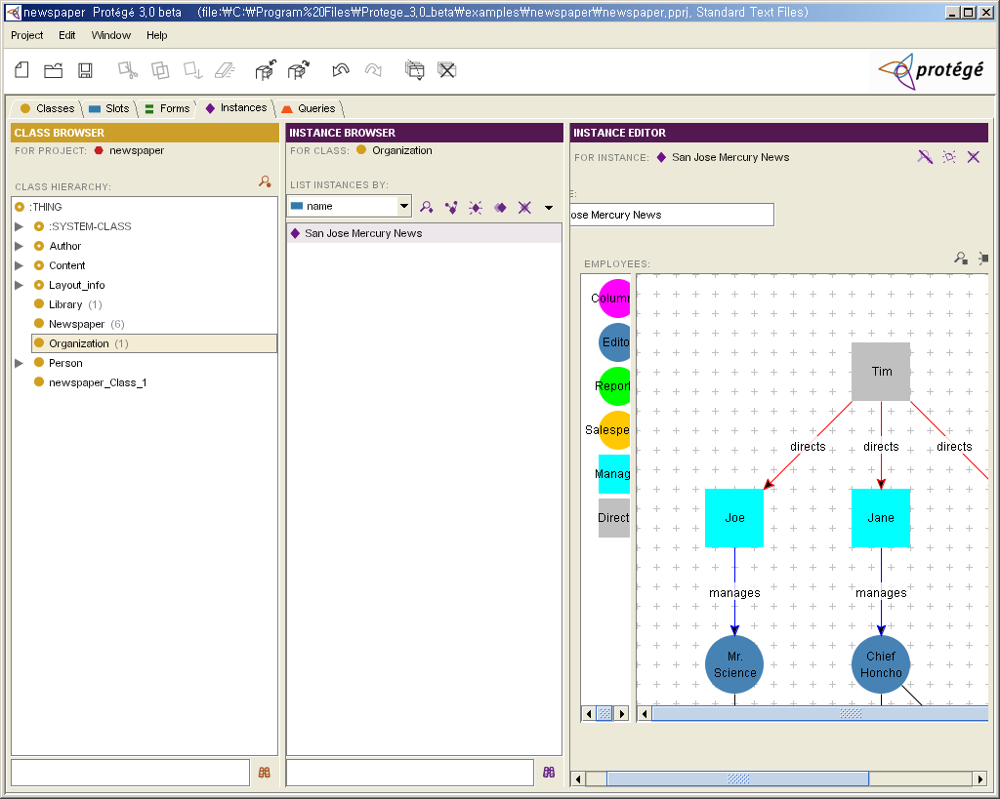 newspaper Protégé 3.0 beta (file:₩C:₩Program%20Files₩Protege_3.0_beta₩examples₩newspaper₩newspaper.pprj, Standard Text Files)
Project Edit Window Help
protégé
Classes Slots Forms Instances Queries
CLASS BROWSER
FOR PROJECT: newspaper
CLASS HIERARCHY:
:THING
:SYSTEM-CLASS
Author
Content
Layout_info
Library (1)
Newspaper (6)
Organization (1)
Person
newspaper_Class_1
INSTANCE BROWSER
FOR CLASS: Organization
LIST INSTANCES BY:
name
San Jose Mercury News
INSTANCE EDITOR
FOR INSTANCE: San Jose Mercury News
E:
ose Mercury News
EMPLOYEES:
Colum
Edito
Report
Salespe
Manag
Direct
Tim
directs directs directs
Joe Jane
manages manages
Mr.
Science
Chief
Honcho